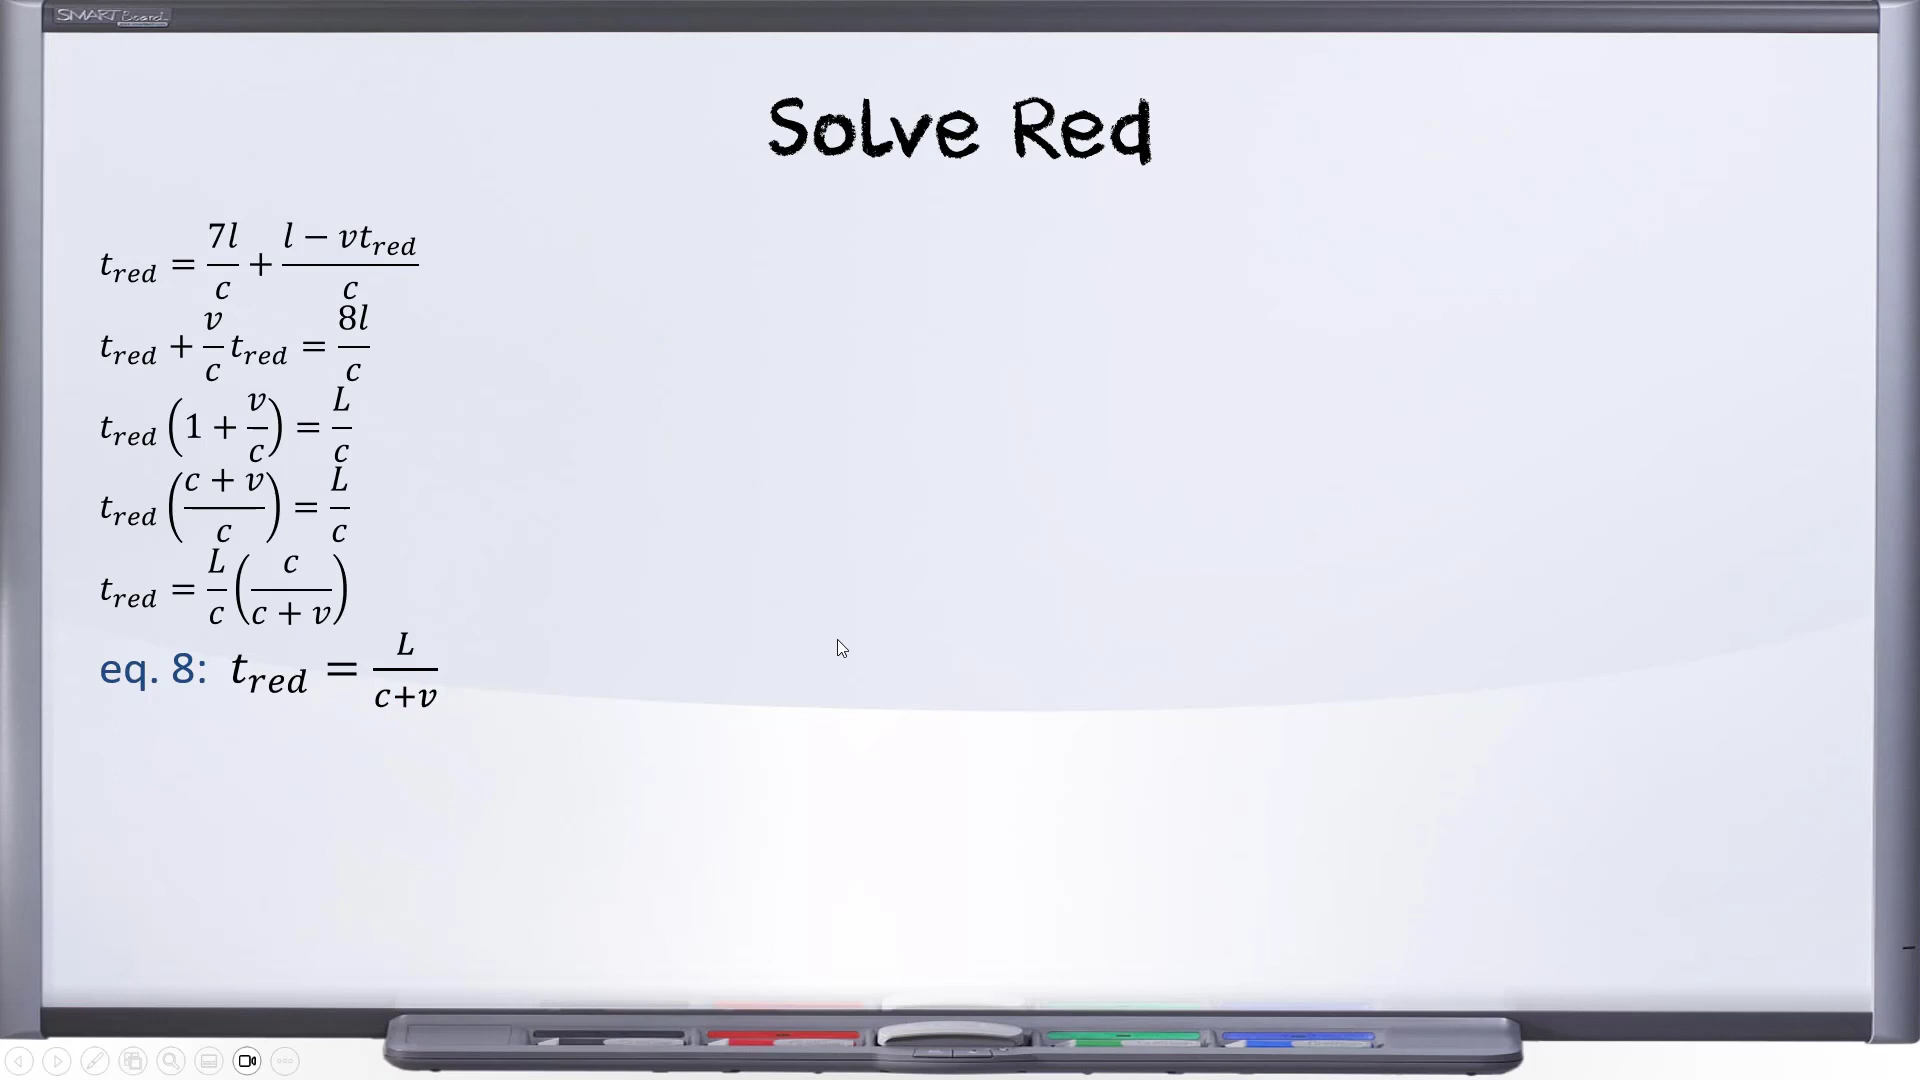 SMART Board
Solve Red
t_red = 7l/c + (l − vt_red)/c
t_red + v/c t_red = 8l/c
t_red (1 + v/c) = L/c
t_red ((c + v)/c) = L/c
t_red = L/c (c/(c + v))
eq. 8: t_red = L/(c+v)